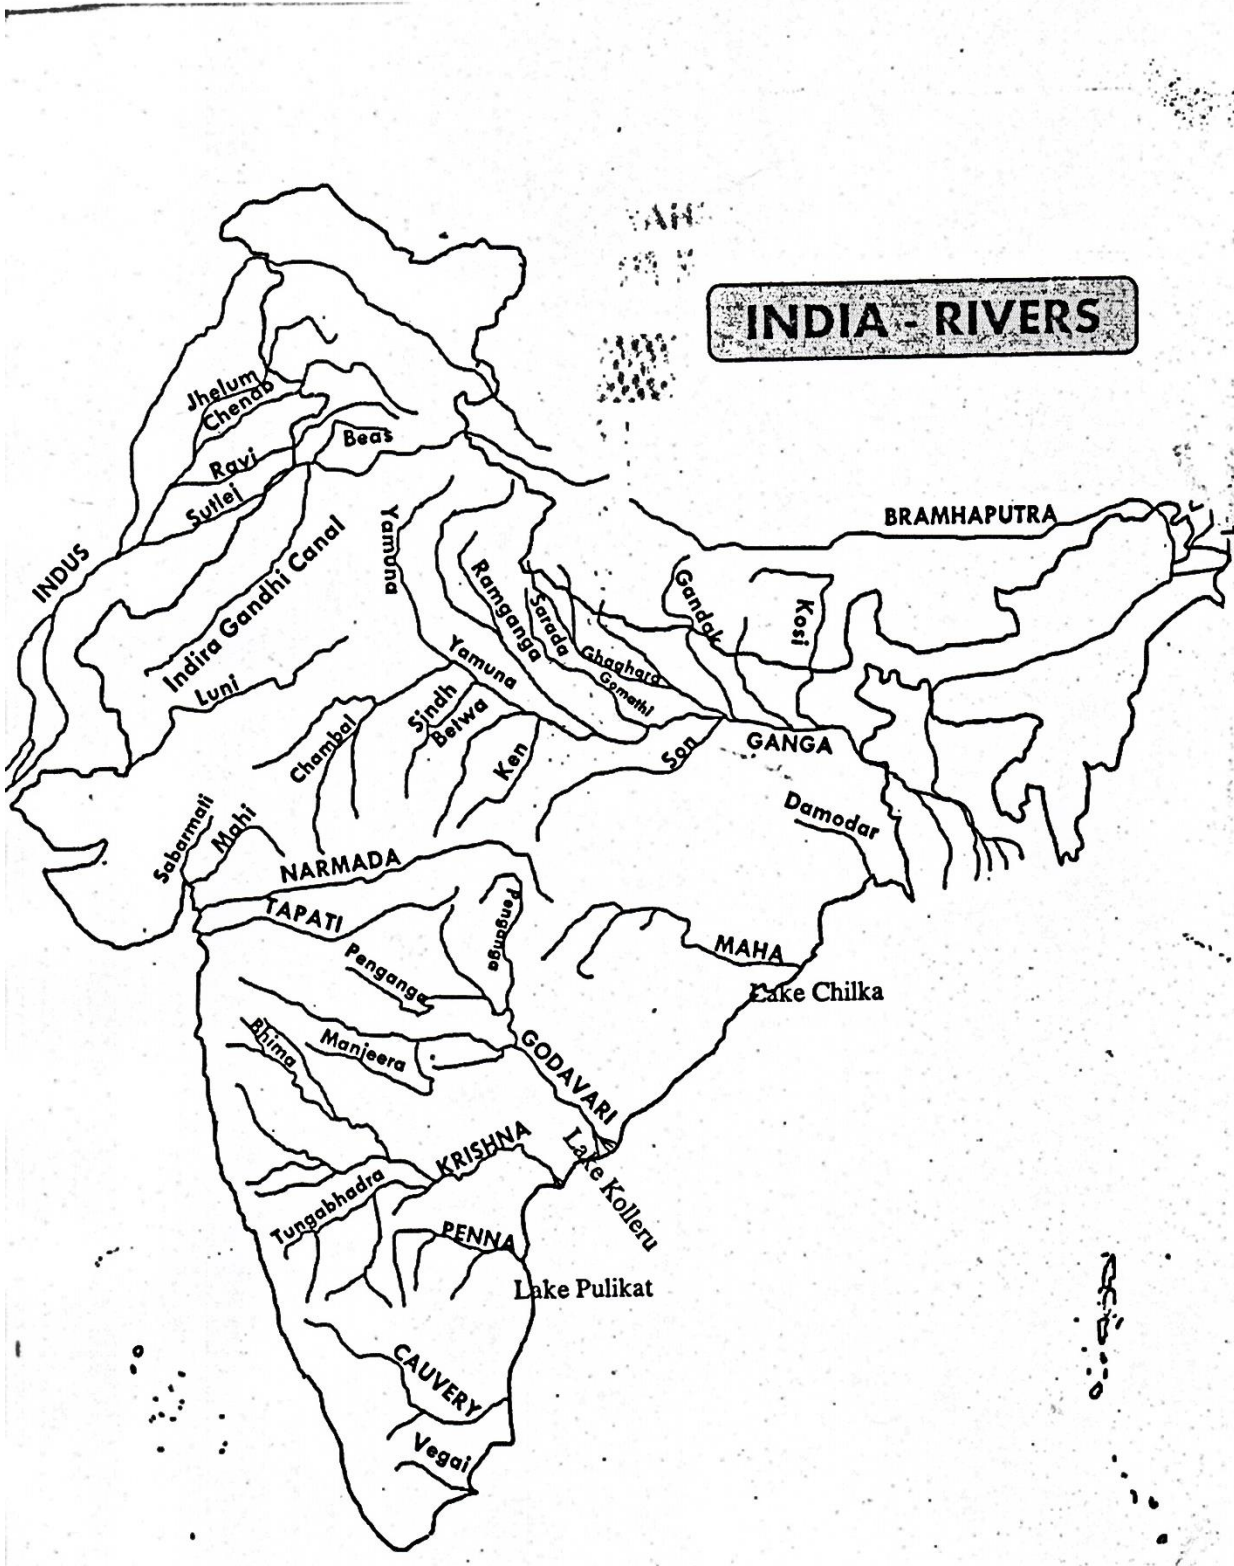 INDIA - RIVERS
Jhelum
Chenab
Beas
Ravi
Sutlej
INDUS
Indira Gandhi Canal
Luni
Yamuna
Ramganga
Sarada
Ghaghara
Gomathi
Yamuna
Gandak
Kosi
BRAMHAPUTRA
Chambal
Sindh
Betwa
Ken
Son
GANGA
Damodar
Sabarmati
Mahi
NARMADA
TAPATI
Penganga
Penganga
MAHA
Lake Chilka
Bhima
Manjeera
GODAVARI
Lake Kolleru
KRISHNA
Tungabhadra
PENNA
Lake Pulikat
CAUVERY
Vegai